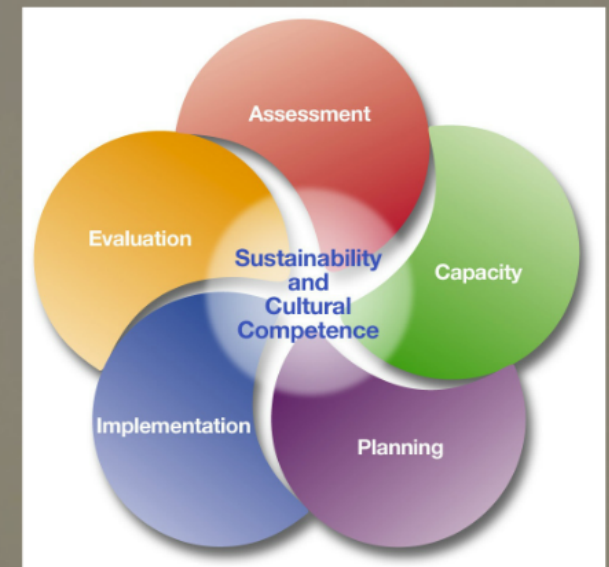 Assessment
Evaluation
Capacity
Sustainability
and
Cultural
Competence
Implementation
Planning